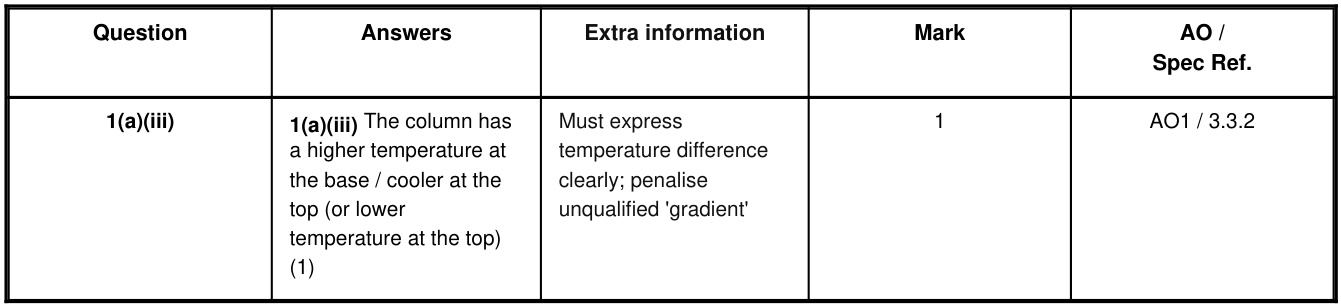 Question
Answers
Extra information
Mark
AO /
Spec Ref.
1(a)(iii)
1(a)(iii) The column has
a higher temperature at
the base / cooler at the
top (or lower
temperature at the top)
(1)
Must express
temperature difference
clearly; penalise
unqualified 'gradient'
1
AO1 / 3.3.2